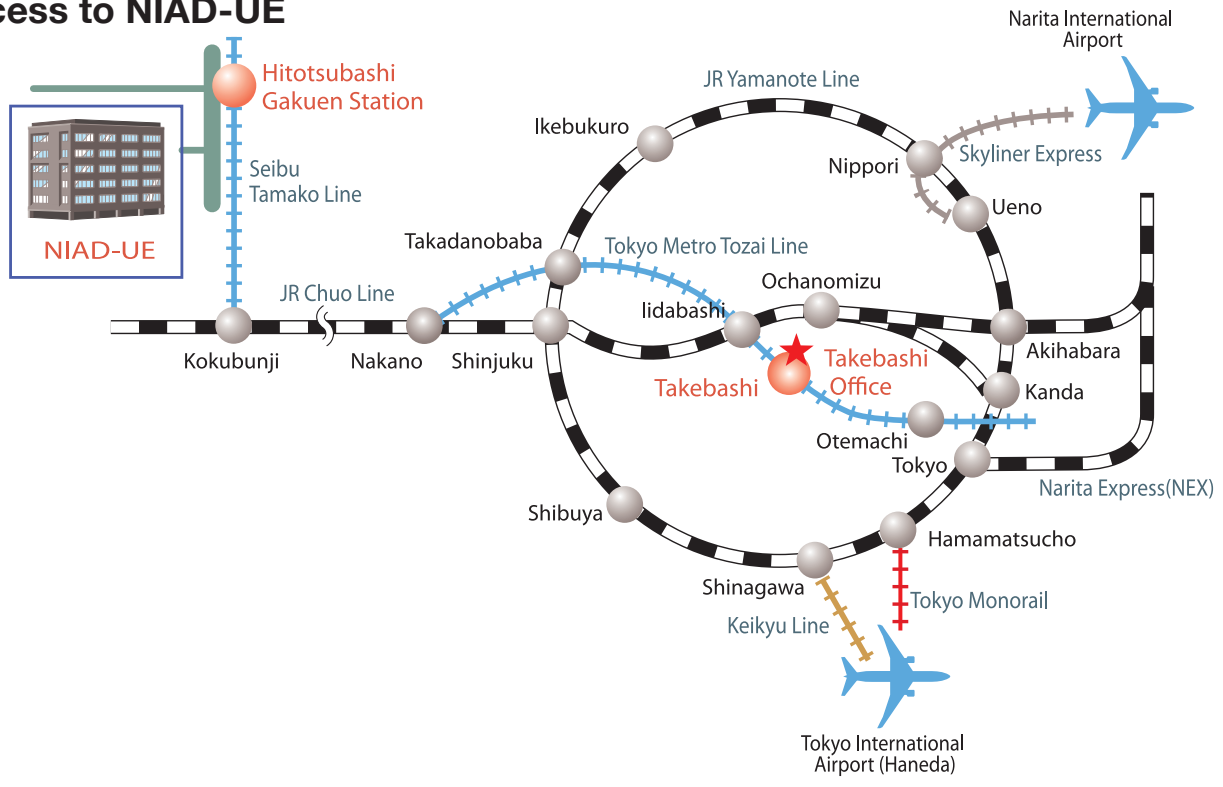 cess to NIAD-UE
Narita International
Airport
Hitotsubashi
Gakuen Station
JR Yamanote Line
Ikebukuro
Nippori
Skyliner Express
Seibu
Tamako Line
Ueno
NIAD-UE
Takadanobaba
Tokyo Metro Tozai Line
JR Chuo Line
Ochanomizu
Iidabashi
Kokubunji
Nakano
Shinjuku
Akihabara
Takebashi
Takebashi
Office
Kanda
Otemachi
Tokyo
Narita Express(NEX)
Shibuya
Hamamatsucho
Shinagawa
Tokyo Monorail
Keikyu Line
Tokyo International
Airport (Haneda)